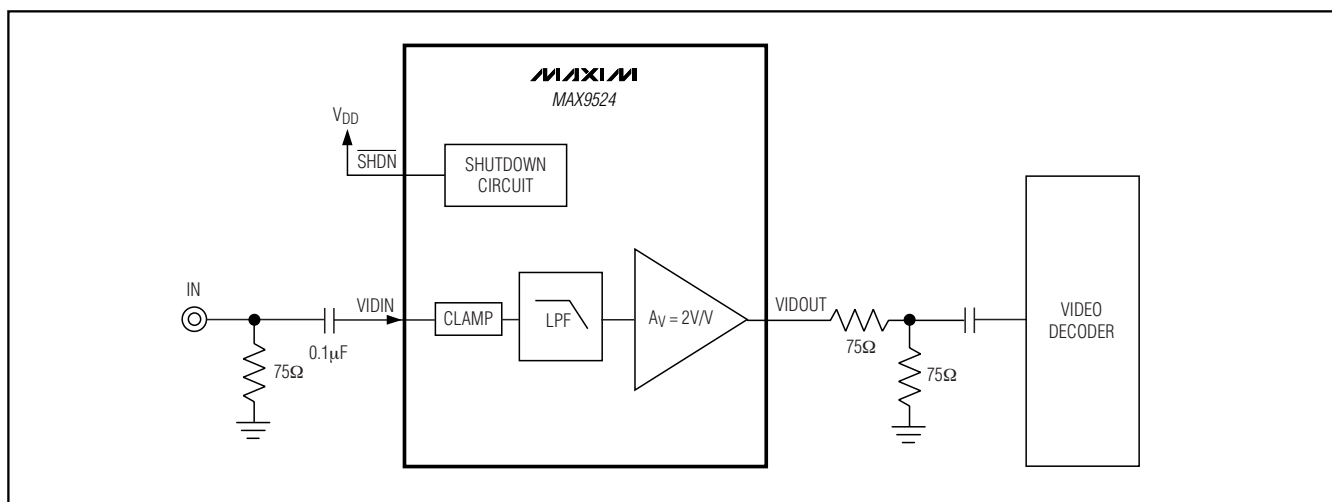 MAXIM
MAX9524
VDD
SHDN
SHUTDOWN
CIRCUIT
IN
VIDIN
0.1μF
75Ω
CLAMP
LPF
AV = 2V/V
VIDOUT
75Ω
75Ω
VIDEO
DECODER